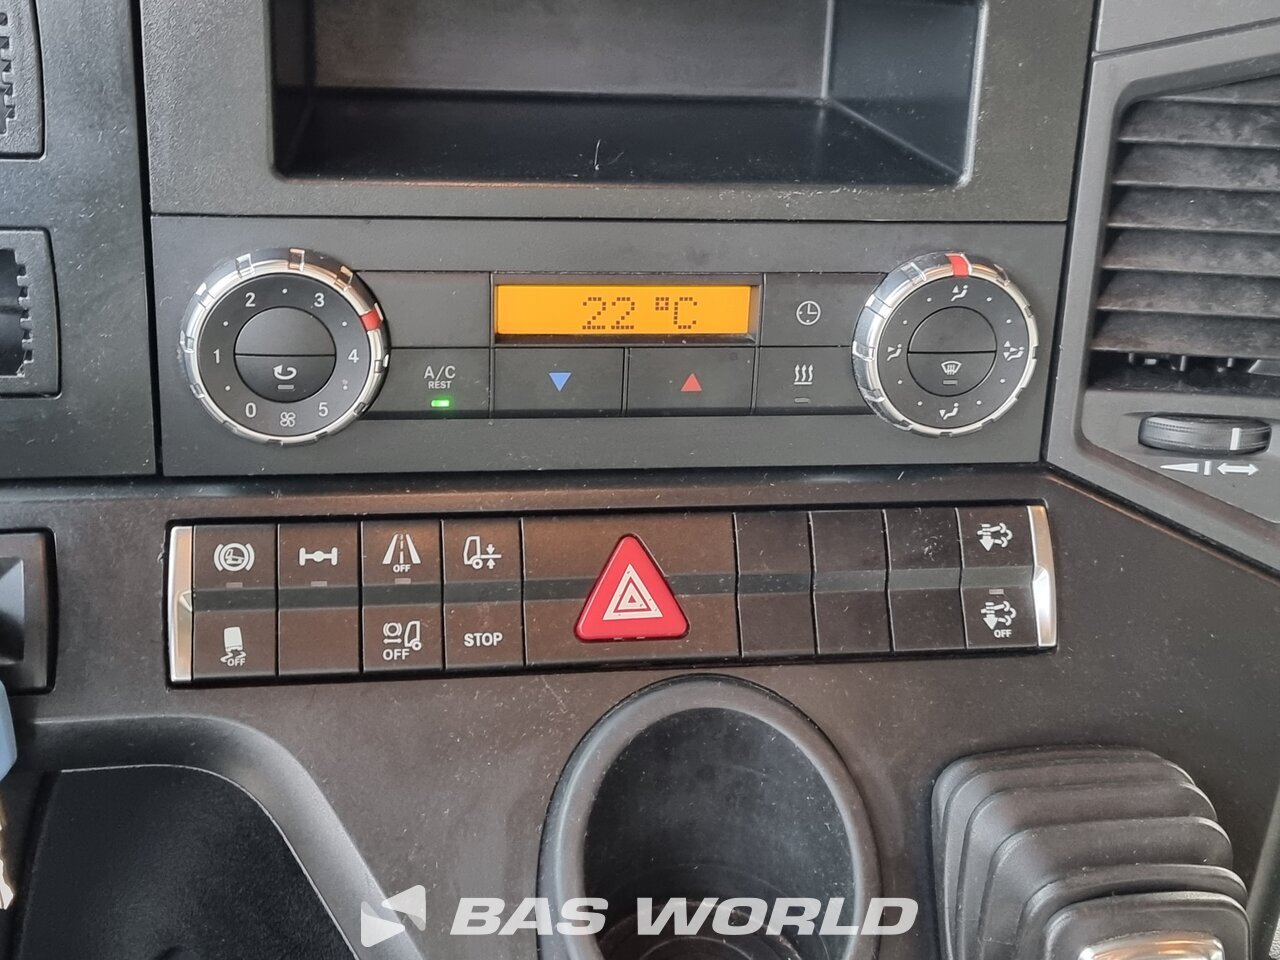 2 3
22 °C
1 4
A/C
REST
0 5
OFF
OFF
OFF
STOP
OFF
BAS WORLD